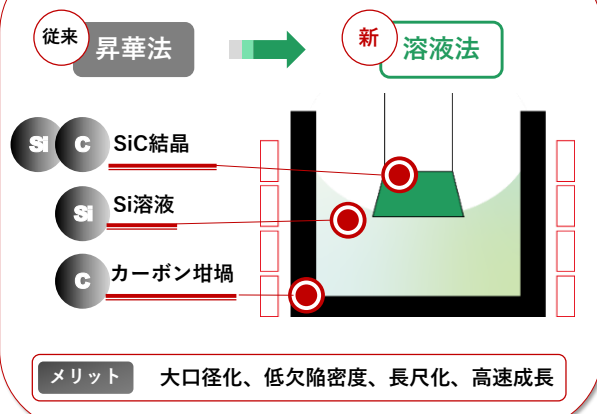 従来
昇華法
新
溶液法
Si C SiC結晶
Si Si溶液
C カーボン坩堝
メリット 大口径化、低欠陥密度、長尺化、高速成長